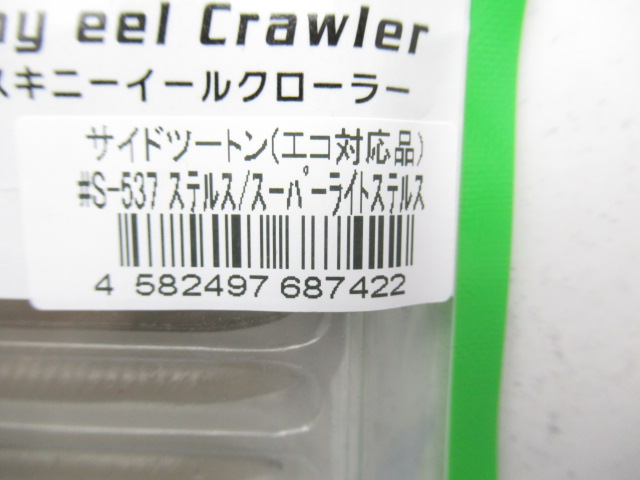 ny eel Crawler
スキニーイールクローラー
サイドツートン(エコ対応品)
#S-537 ステルス/スーパーライトステルス
4 582497 687422